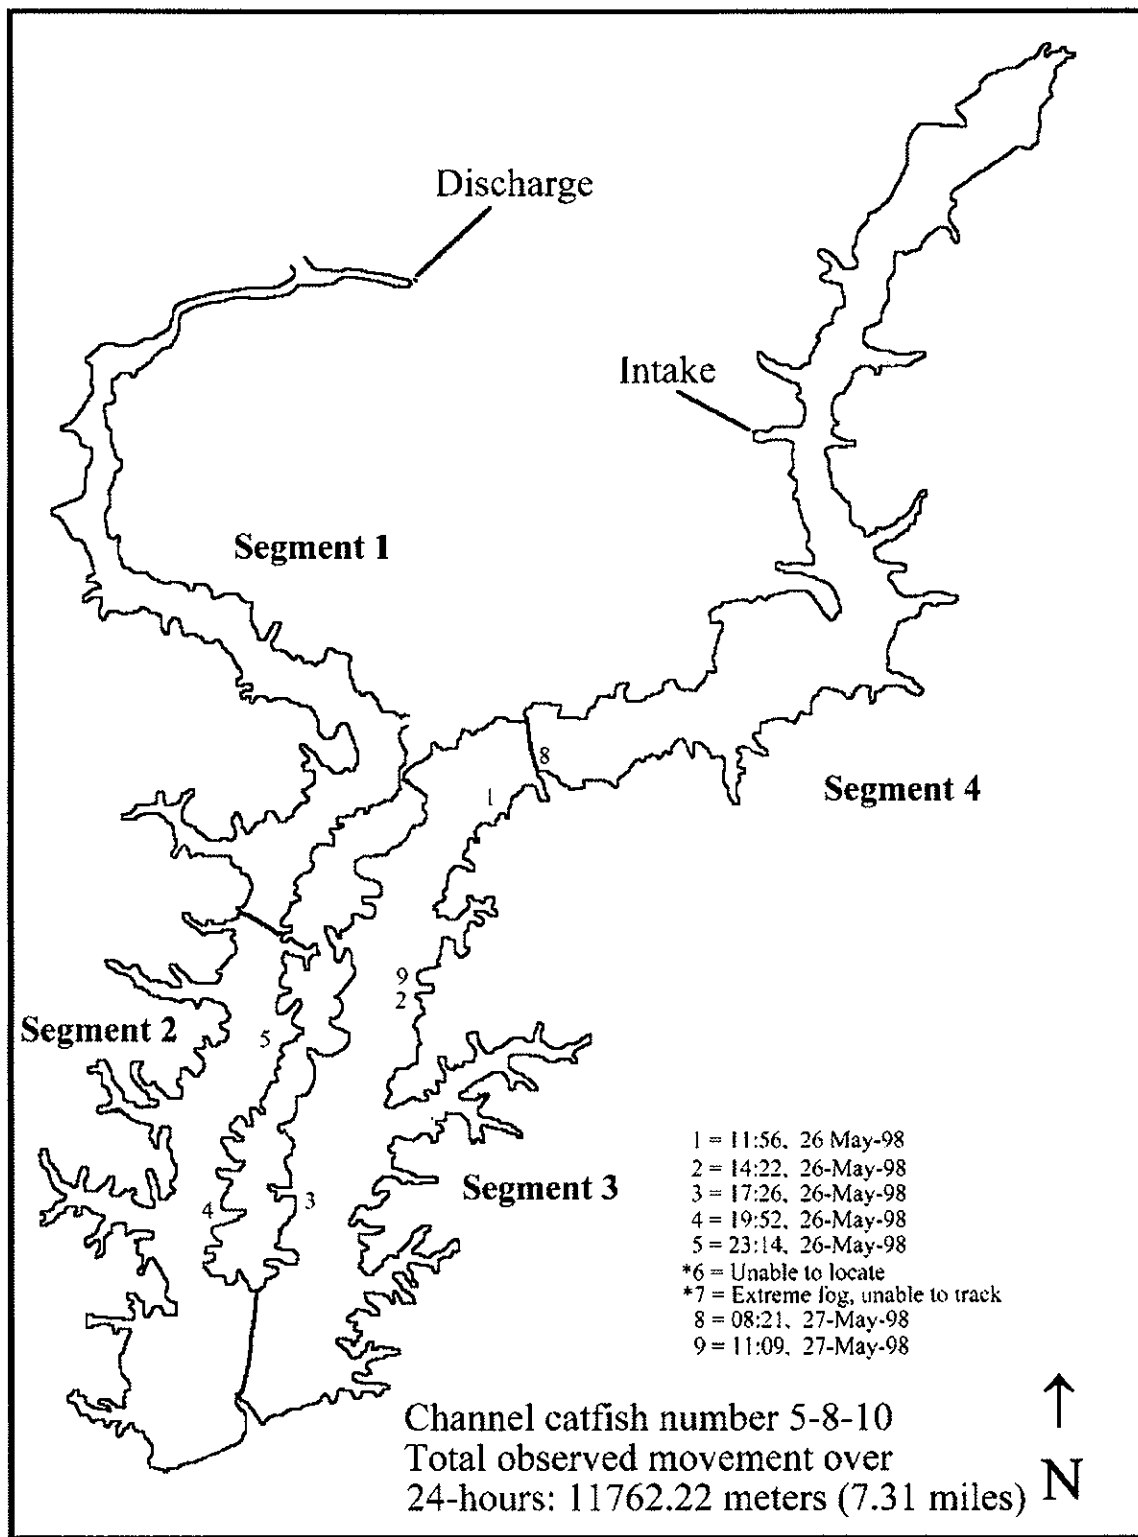 Discharge
Intake
Segment 1
8
Segment 4
1
9
2
Segment 2
5
Segment 3
4
3
1 = 11:56, 26 May-98
2 = 14:22, 26-May-98
3 = 17:26, 26-May-98
4 = 19:52, 26-May-98
5 = 23:14, 26-May-98
*6 = Unable to locate
*7 = Extreme fog, unable to track
8 = 08:21, 27-May-98
9 = 11:09, 27-May-98
Channel catfish number 5-8-10
Total observed movement over
24-hours: 11762.22 meters (7.31 miles)
N